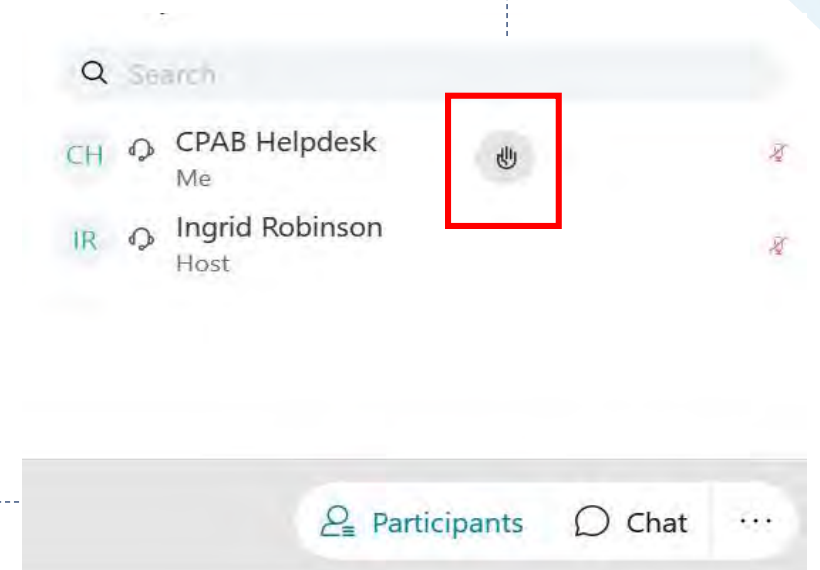 Search
CH CPAB Helpdesk
Me
IR Ingrid Robinson
Host
Participants Chat ...